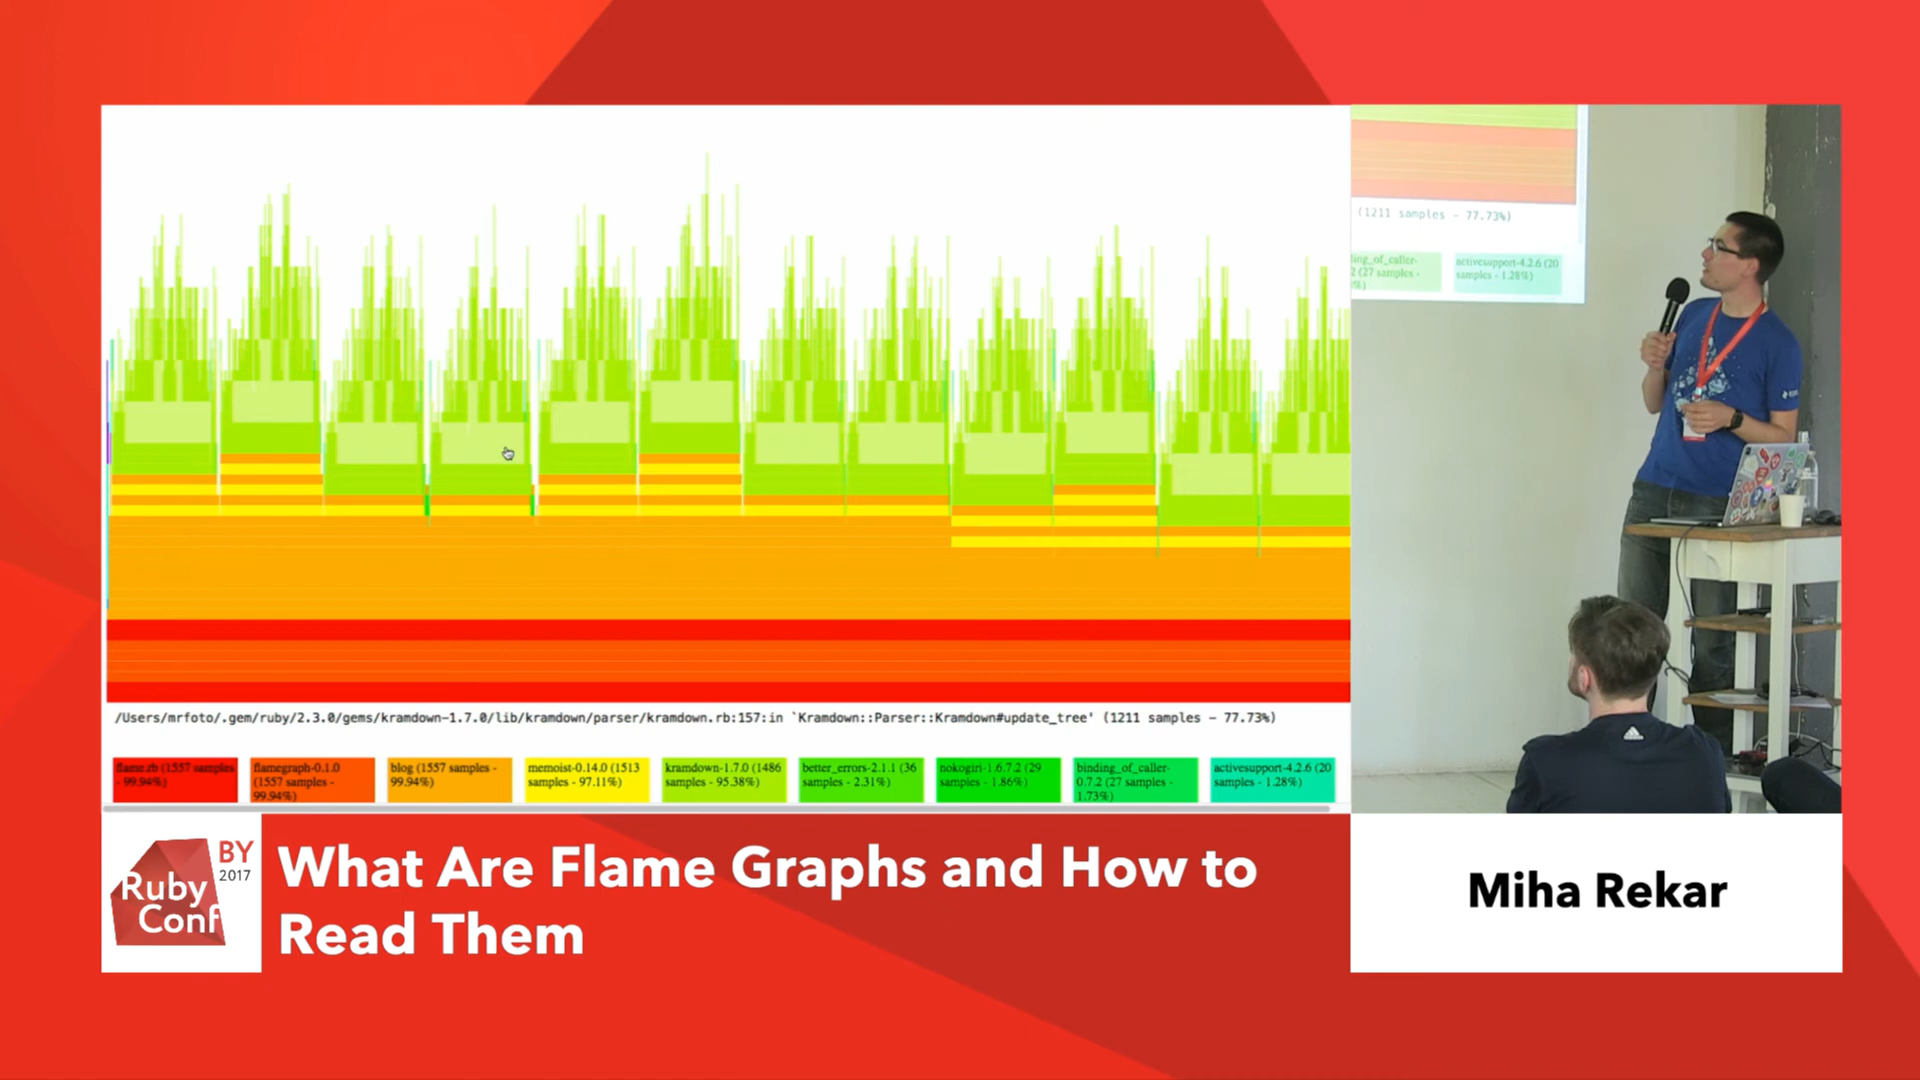 /Users/mrfoto/.gem/ruby/2.3.0/gems/kramdown-1.7.0/lib/kramdown/parser/kramdown.rb:157:in `Kramdown::Parser::Kramdown#update_tree' (1211 samples - 77.73%)
flame.rb (1557 samples
- 99.94%)
flamegraph-0.1.0
(1557 samples -
99.94%)
blog (1557 samples -
99.94%)
memoist-0.14.0 (1513
samples - 97.11%)
kramdown-1.7.0 (1486
samples - 95.38%)
better_errors-2.1.1 (36
samples - 2.31%)
nokogiri-1.6.7.2 (29
samples - 1.86%)
binding_of_caller-
0.7.2 (27 samples -
1.73%)
activesupport-4.2.6 (20
samples - 1.28%)
(1211 samples - 77.73%)
ling_of_caller-
2 (27 samples -
%)
activesupport-4.2.6 (20
samples - 1.28%)
Ruby
Conf
BY
2017
What Are Flame Graphs and How to
Read Them
Miha Rekar